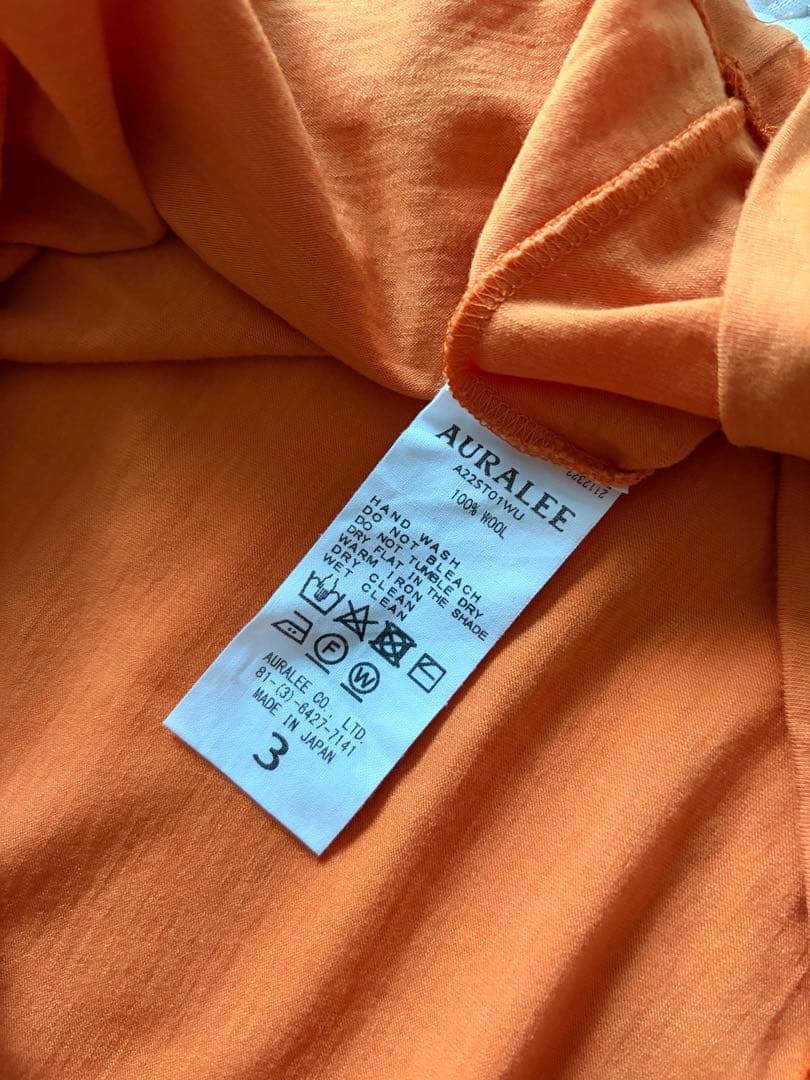 AURALEE
A22ST01WU
100% WOOL
2112322
HAND WASH
DO NOT BLEACH
DO NOT TUMBLE DRY
DRY FLAT IN THE SHADE
WARM IRON
DRY CLEAN
WET CLEAN
F
W
AURALEE CO., LTD.
81-(3)-6427-7141
MADE IN JAPAN
3